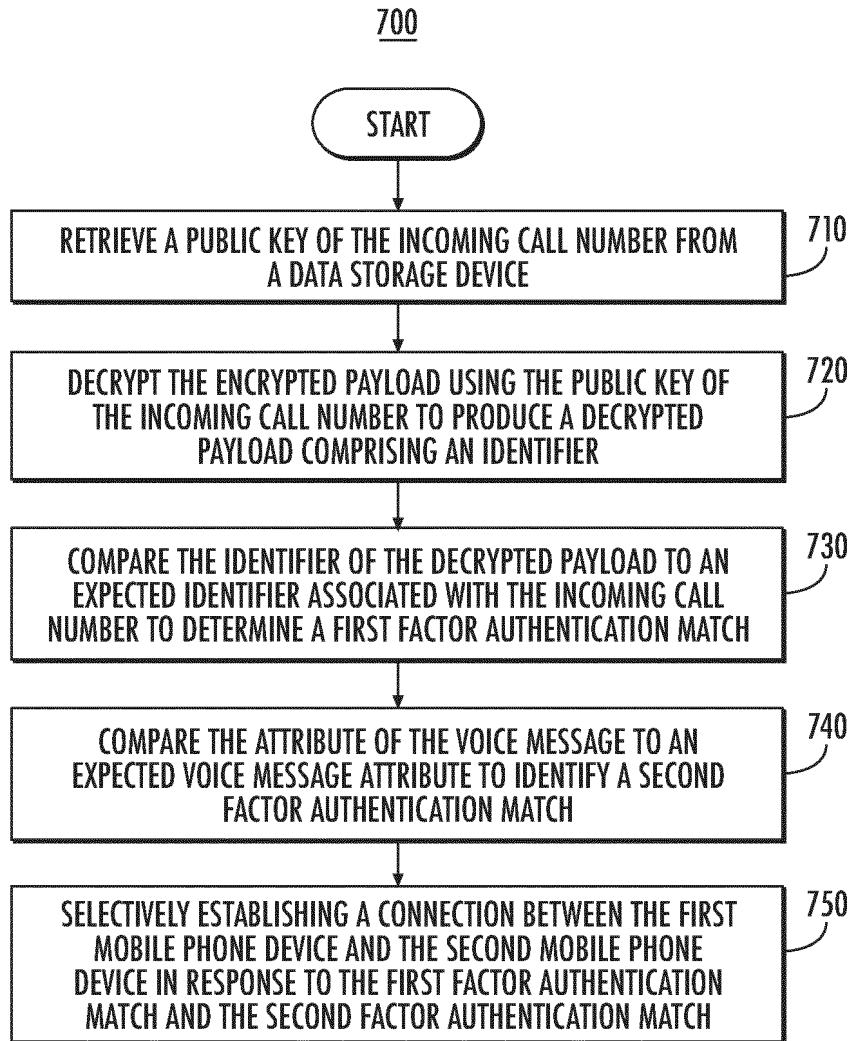 700
START
RETRIEVE A PUBLIC KEY OF THE INCOMING CALL NUMBER FROM
A DATA STORAGE DEVICE
710
DECRYPT THE ENCRYPTED PAYLOAD USING THE PUBLIC KEY OF
THE INCOMING CALL NUMBER TO PRODUCE A DECRYPTED
PAYLOAD COMPRISING AN IDENTIFIER
720
COMPARE THE IDENTIFIER OF THE DECRYPTED PAYLOAD TO AN
EXPECTED IDENTIFIER ASSOCIATED WITH THE INCOMING CALL
NUMBER TO DETERMINE A FIRST FACTOR AUTHENTICATION MATCH
730
COMPARE THE ATTRIBUTE OF THE VOICE MESSAGE TO AN
EXPECTED VOICE MESSAGE ATTRIBUTE TO IDENTIFY A SECOND
FACTOR AUTHENTICATION MATCH
740
SELECTIVELY ESTABLISHING A CONNECTION BETWEEN THE FIRST
MOBILE PHONE DEVICE AND THE SECOND MOBILE PHONE
DEVICE IN RESPONSE TO THE FIRST FACTOR AUTHENTICATION
MATCH AND THE SECOND FACTOR AUTHENTICATION MATCH
750